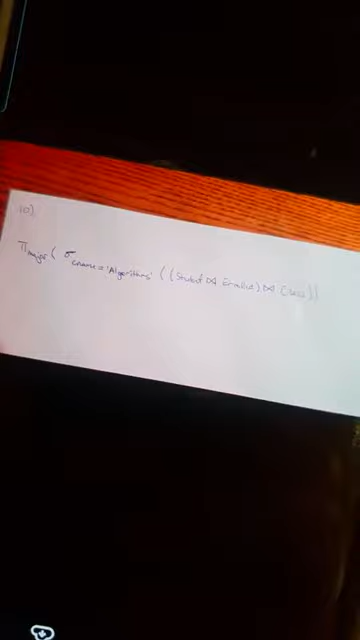 10)
π major ( σ cname = 'Algorithms' ( (Student ⋈ Enrolled) ⋈ Class))